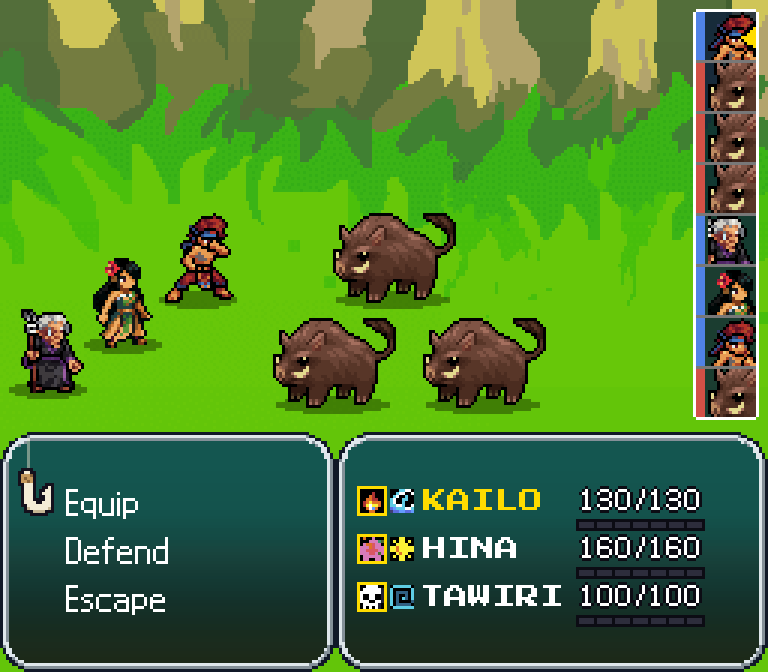 Equip
Defend
Escape
KAILO 130/130
HINA 160/160
TAWIRI 100/100